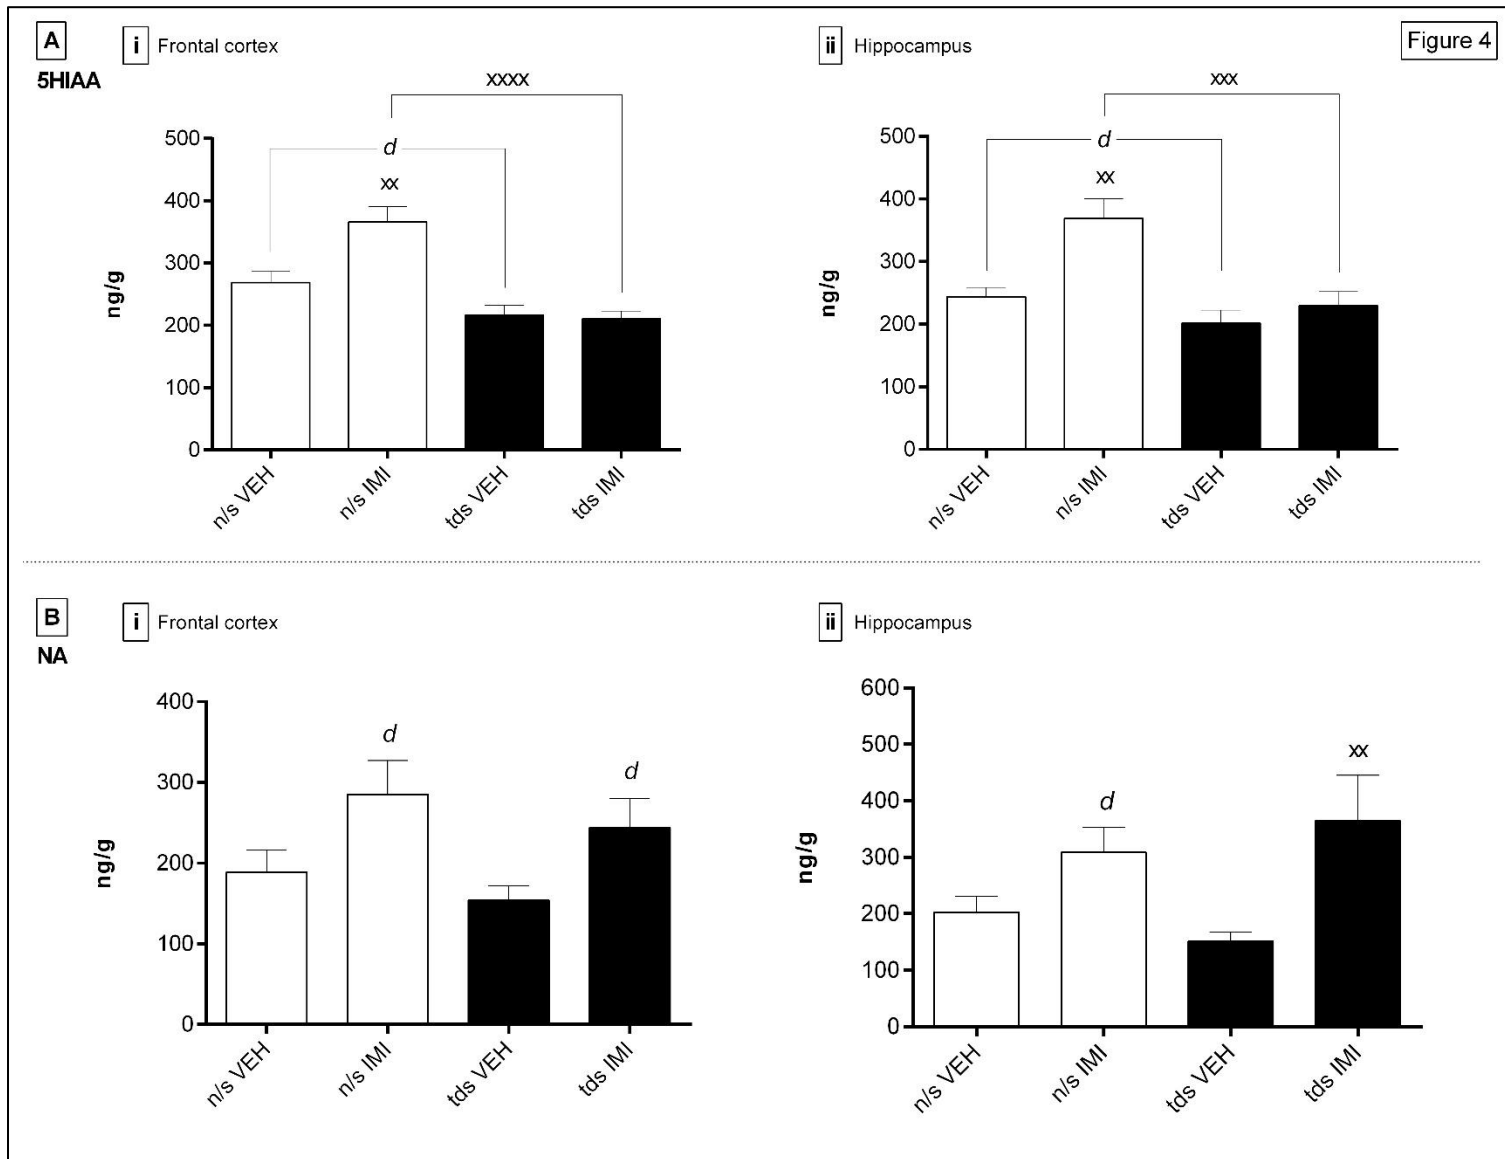 Figure 4
A
5HIAA
i Frontal cortex
xxxx
500
400
300
200
100
0
ng/g
d
xx
n/s VEH
n/s IMI
tds VEH
tds IMI
ii Hippocampus
xxx
500
400
300
200
100
0
ng/g
d
xx
n/s VEH
n/s IMI
tds VEH
tds IMI
B
NA
i Frontal cortex
400
300
200
100
0
ng/g
d
d
n/s VEH
n/s IMI
tds VEH
tds IMI
ii Hippocampus
600
500
400
300
200
100
0
ng/g
d
xx
n/s VEH
n/s IMI
tds VEH
tds IMI